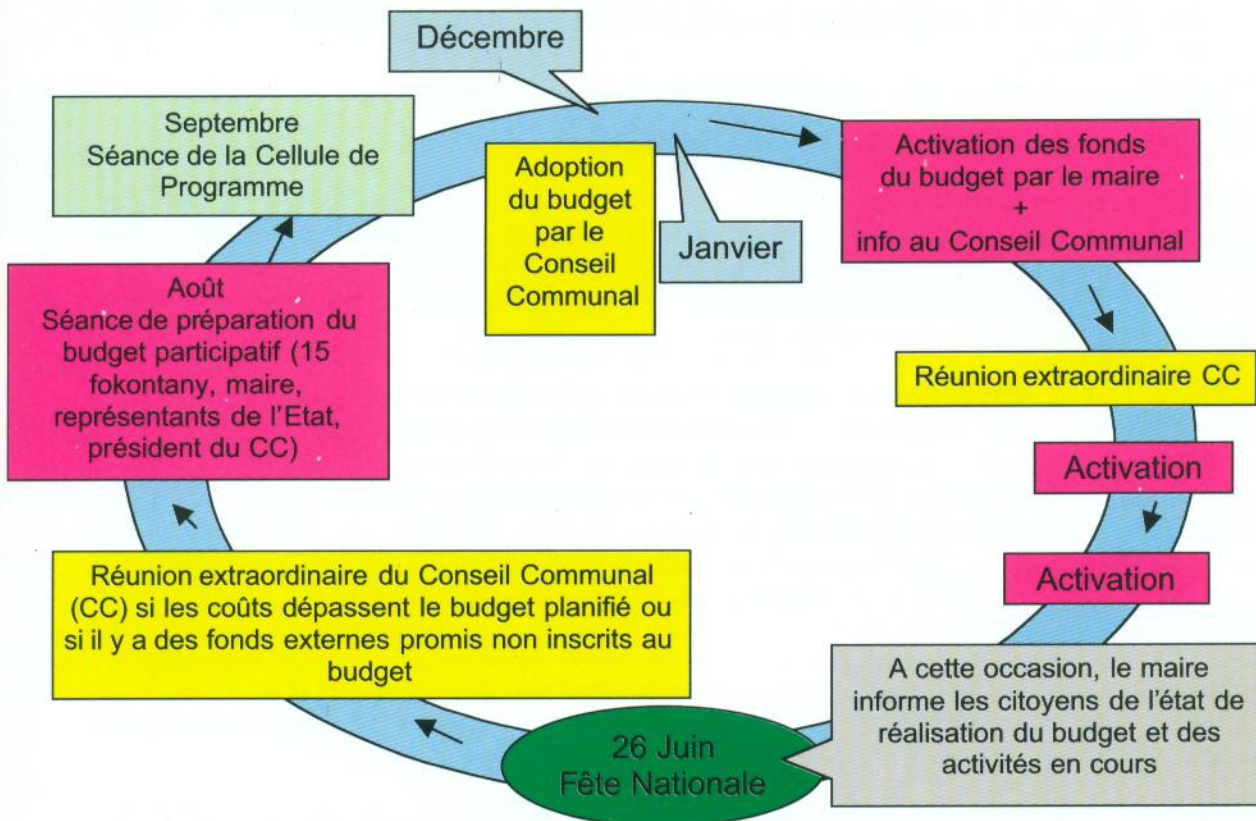 Décembre
Septembre
Séance de la Cellule de
Programme
Adoption
du budget
par le
Conseil
Communal
Janvier
Activation des fonds
du budget par le maire
+
info au Conseil Communal
Réunion extraordinaire CC
Activation
Activation
A cette occasion, le maire
informe les citoyens de l'état de
réalisation du budget et des
activités en cours
26 Juin
Fête Nationale
Réunion extraordinaire du Conseil Communal
(CC) si les coûts dépassent le budget planifié ou
si il y a des fonds externes promis non inscrits au
budget
Août
Séance de préparation du
budget participatif (15
fokontany, maire,
représentants de l'Etat,
président du CC)